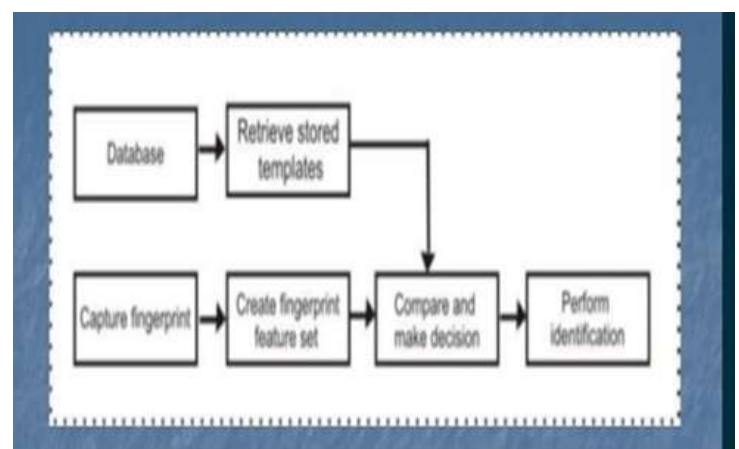 Database
Retrieve stored
templates
Capture fingerprint
Create fingerprint
feature set
Compare and
make decision
Perform
identification